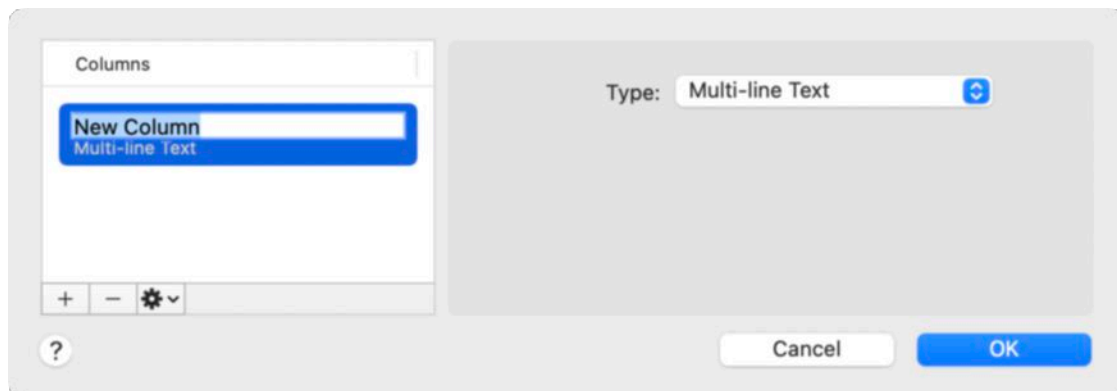 Columns
New Column
Multi-line Text
Type: Multi-line Text
+ −
?
Cancel OK